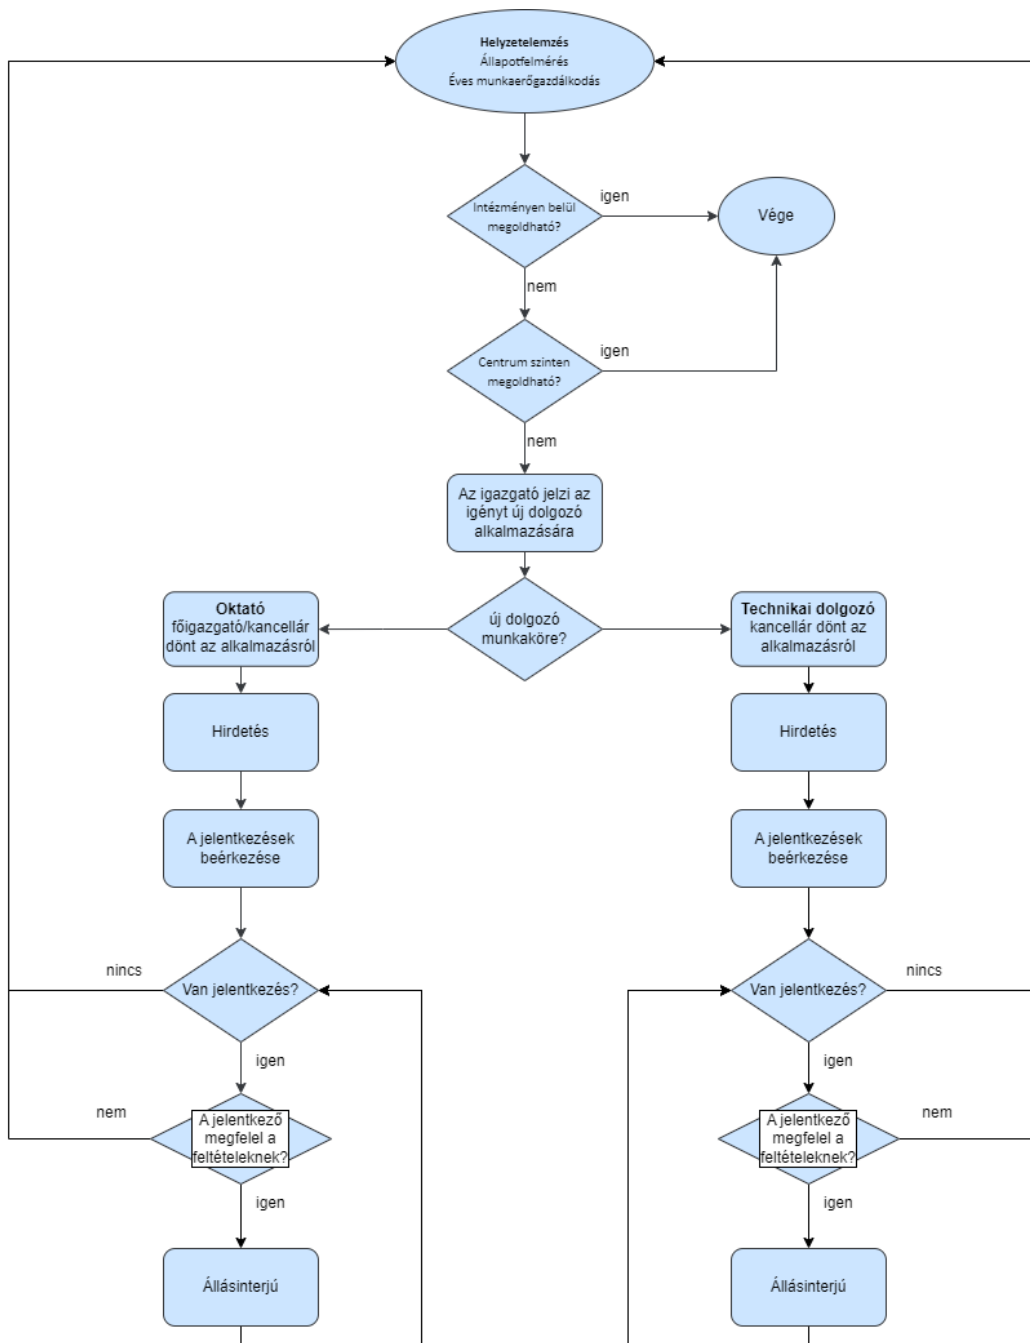 Helyzetelemzés
Állapotfelmérés
Éves munkaerőgazdálkodás
Intézményen belül
megoldható?
igen
Vége
nem
Centrum szinten
megoldható?
igen
nem
Az igazgató jelzi az
igényt új dolgozó
alkalmazására
Oktató
főigazgató/kancellár
dönt az alkalmazásról
új dolgozó
munkaköre?
Technikai dolgozó
kancellár dönt az
alkalmazásról
Hirdetés
Hirdetés
A jelentkezések
beérkezése
A jelentkezések
beérkezése
nincs
Van jelentkezés?
Van jelentkezés?
nincs
igen
igen
nem
A jelentkező
megfelel a
feltételeknek?
A jelentkező
megfelel a
feltételeknek?
nem
igen
igen
Állásinterjú
Állásinterjú